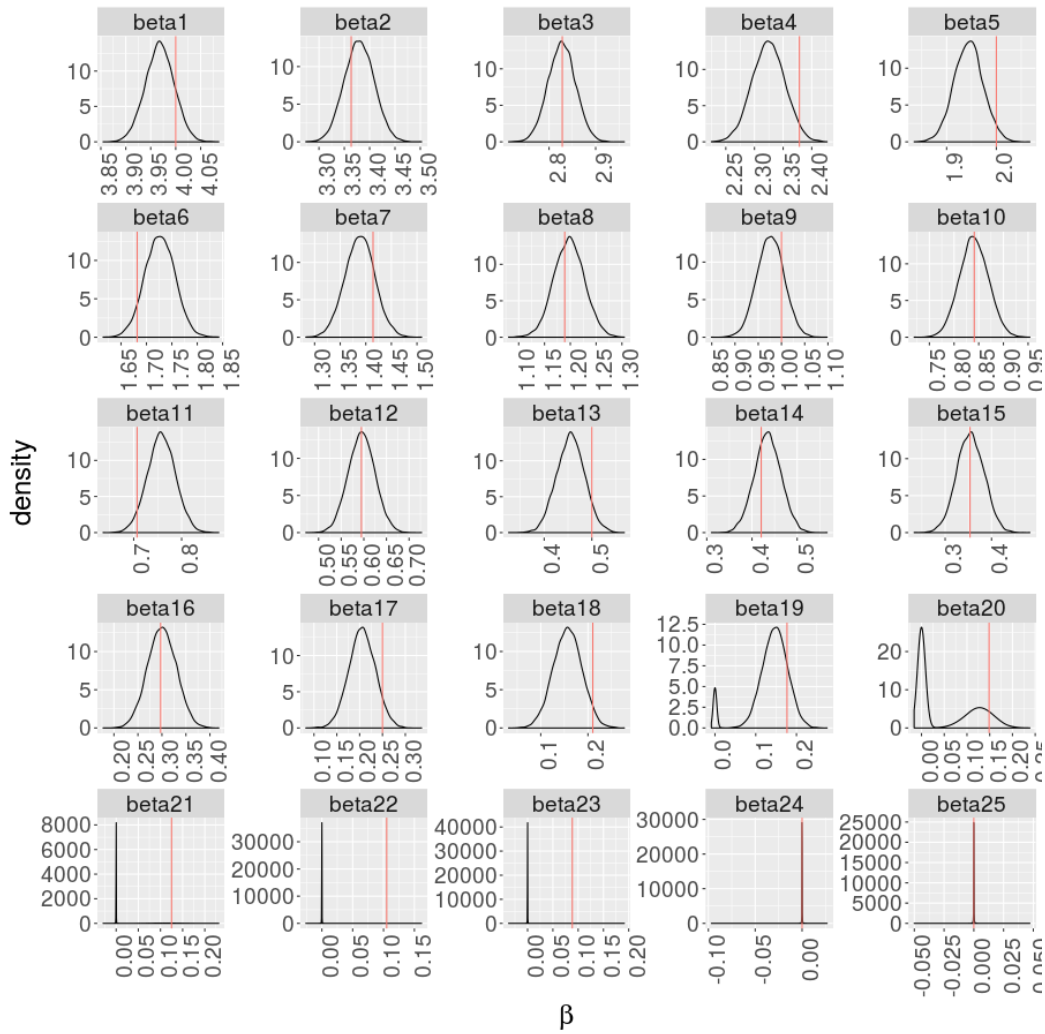 beta1 beta2 beta3 beta4 beta5
10 10 10 10 10
5 5 5 5 5
0 0 0 0 0
3.85 3.90 3.95 4.00 4.05 3.30 3.35 3.40 3.45 3.50 2.8 2.9 2.25 2.30 2.35 2.40 1.9 2.0
beta6 beta7 beta8 beta9 beta10
10 10 10 10 10
5 5 5 5 5
0 0 0 0 0
1.65 1.70 1.75 1.80 1.85 1.30 1.35 1.40 1.45 1.50 1.10 1.15 1.20 1.25 1.30 0.85 0.90 0.95 1.00 1.05 1.10 0.75 0.80 0.85 0.90 0.95
density
beta11 beta12 beta13 beta14 beta15
10 10 10 10 10
5 5 5 5 5
0 0 0 0 0
0.7 0.8 0.50 0.55 0.60 0.65 0.70 0.4 0.5 0.3 0.4 0.5 0.3 0.4
beta16 beta17 beta18 beta19 beta20
12.5
10 10 10 10.0 20
7.5
5 5 5 5.0 10
2.5
0 0 0 0.0 0
0.20 0.25 0.30 0.35 0.40 0.10 0.15 0.20 0.25 0.30 0.1 0.2 0.0 0.1 0.2 0.00 0.05 0.10 0.15 0.20 0.25
beta21 beta22 beta23 beta24 beta25
8000 30000 40000 30000 25000
6000 20000 30000 20000 20000
4000 10000 20000 10000 15000
2000 10000 10000
5000
0 0 0 0 0
0.00 0.05 0.10 0.15 0.20 0.00 0.05 0.10 0.15 0.00 0.05 0.10 0.15 0.20 -0.10 -0.05 0.00 -0.050 -0.025 0.000 0.025 0.050
β